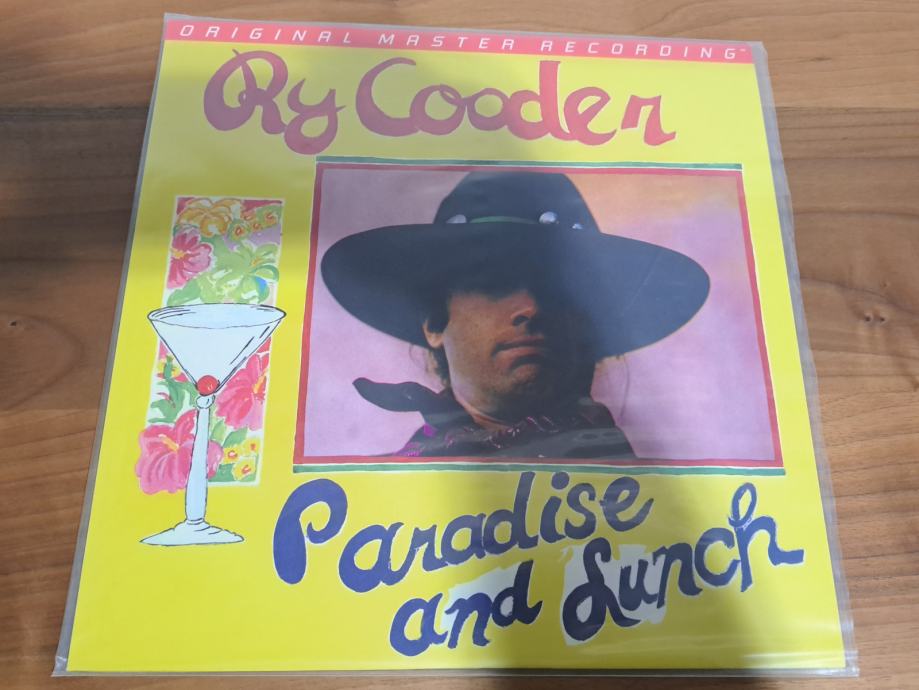 ORIGINAL MASTER RECORDING™
Ry Cooder
Paradise
and Lunch